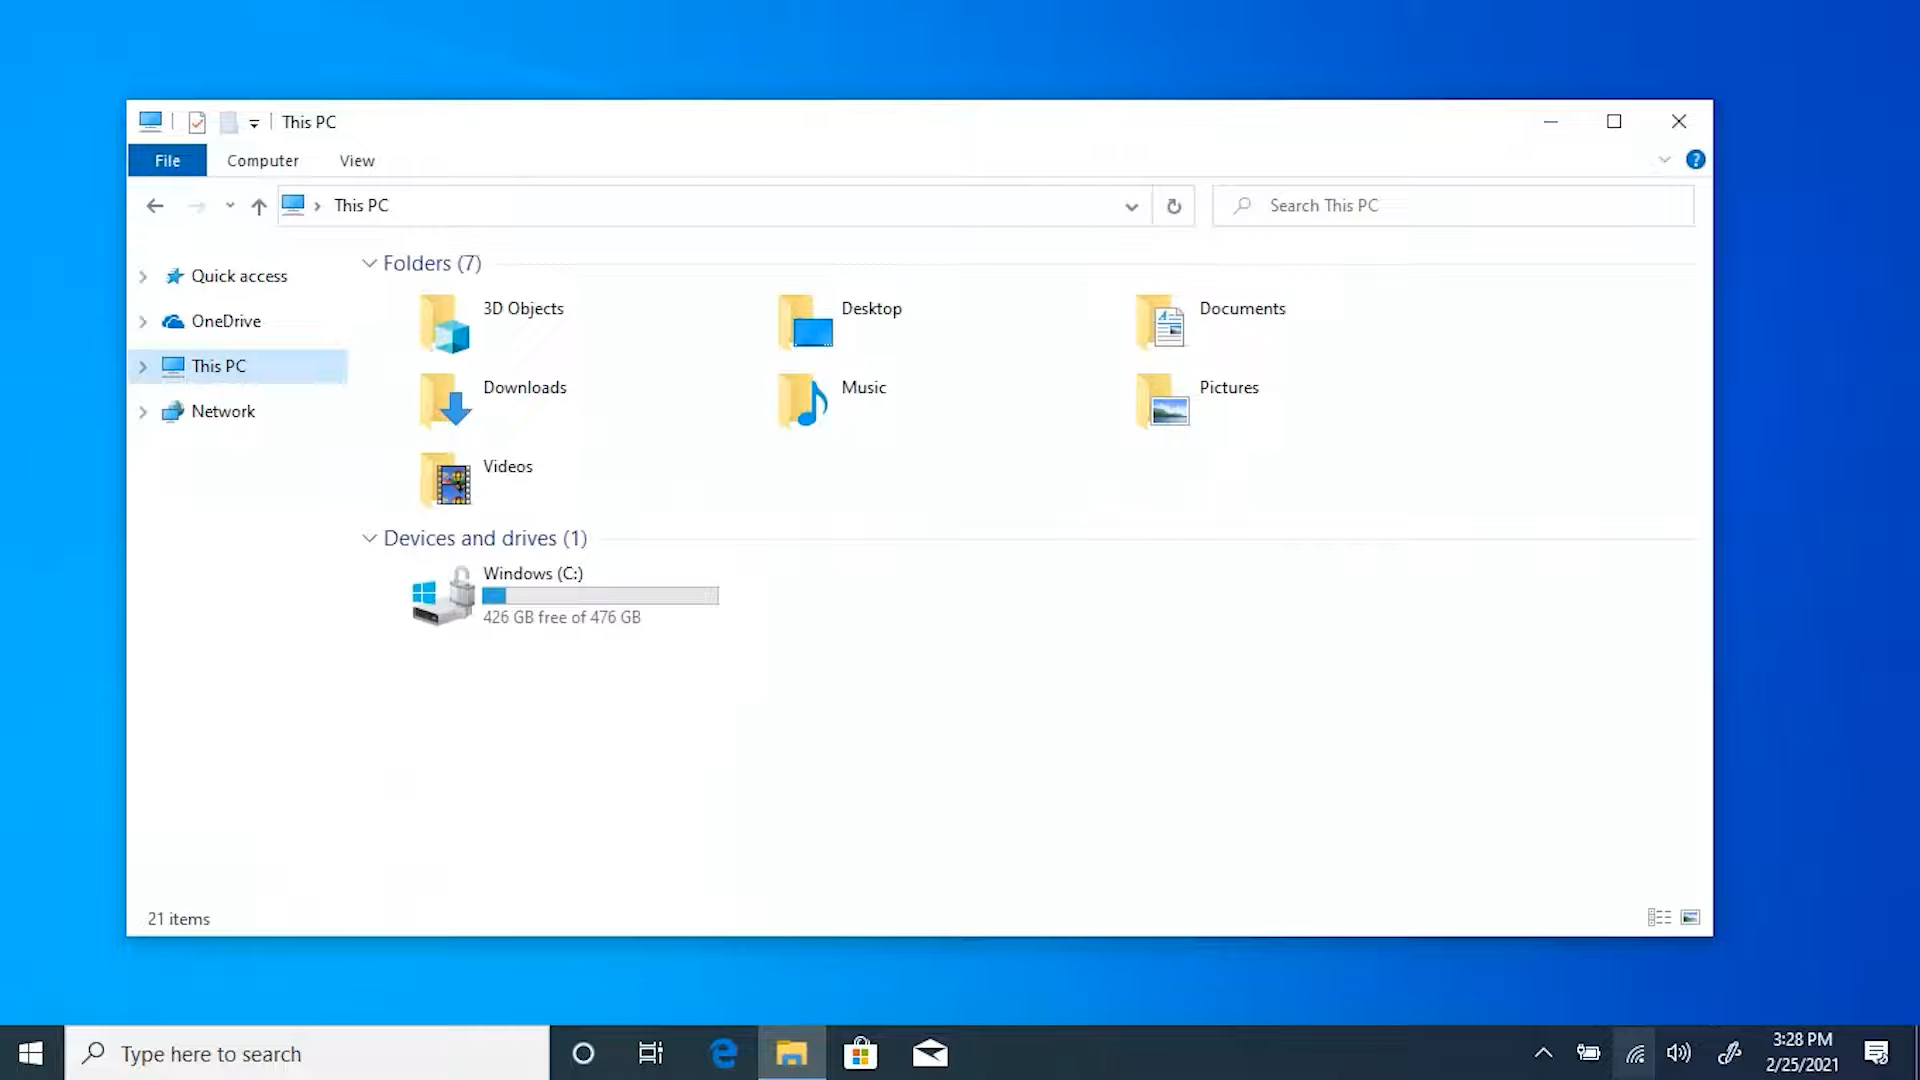 This PC
File
Computer
View
?
This PC
Search This PC
Quick access
OneDrive
This PC
Network
Folders (7)
3D Objects
Desktop
Documents
Downloads
Music
Pictures
Videos
Devices and drives (1)
Windows (C:)
426 GB free of 476 GB
21 items
Type here to search
3:28 PM
2/25/2021